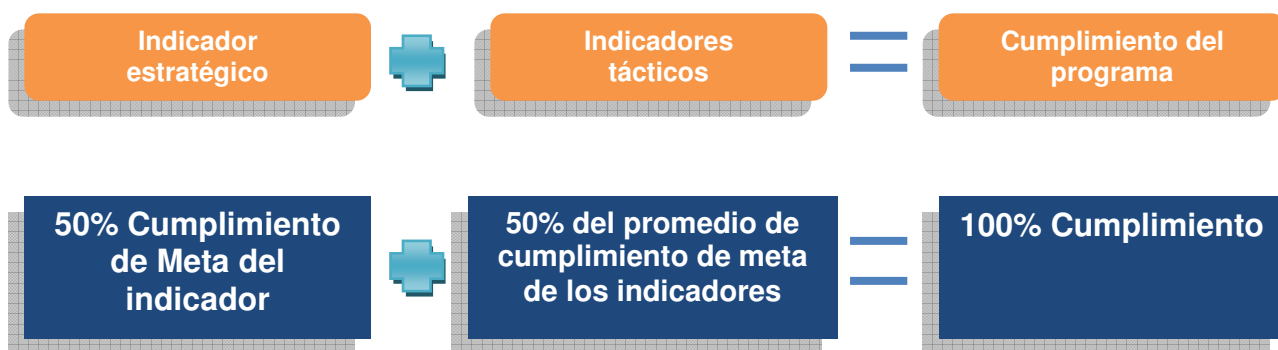 Indicador
estratégico
Indicadores
tácticos
Cumplimiento del
programa
50% Cumplimiento
de Meta del
indicador
50% del promedio de
cumplimiento de meta
de los indicadores
100% Cumplimiento